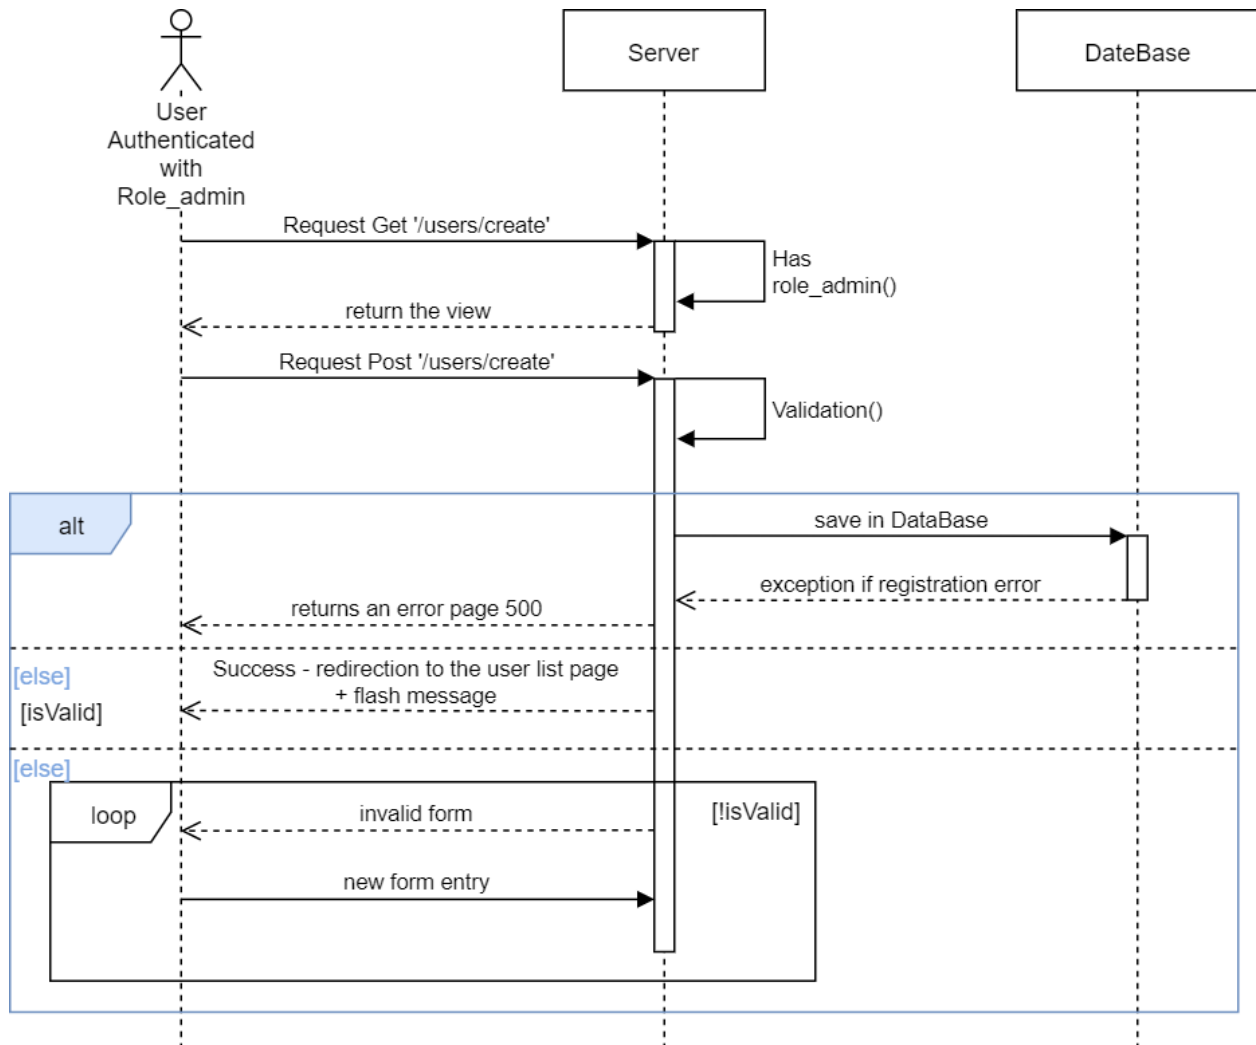 Server
DateBase
User
Authenticated
with
Role_admin
Request Get '/users/create'
Has
role_admin()
return the view
Request Post '/users/create'
Validation()
alt
save in DataBase
exception if registration error
returns an error page 500
[else]
Success - redirection to the user list page
+ flash message
[isValid]
[else]
loop
invalid form
[!isValid]
new form entry